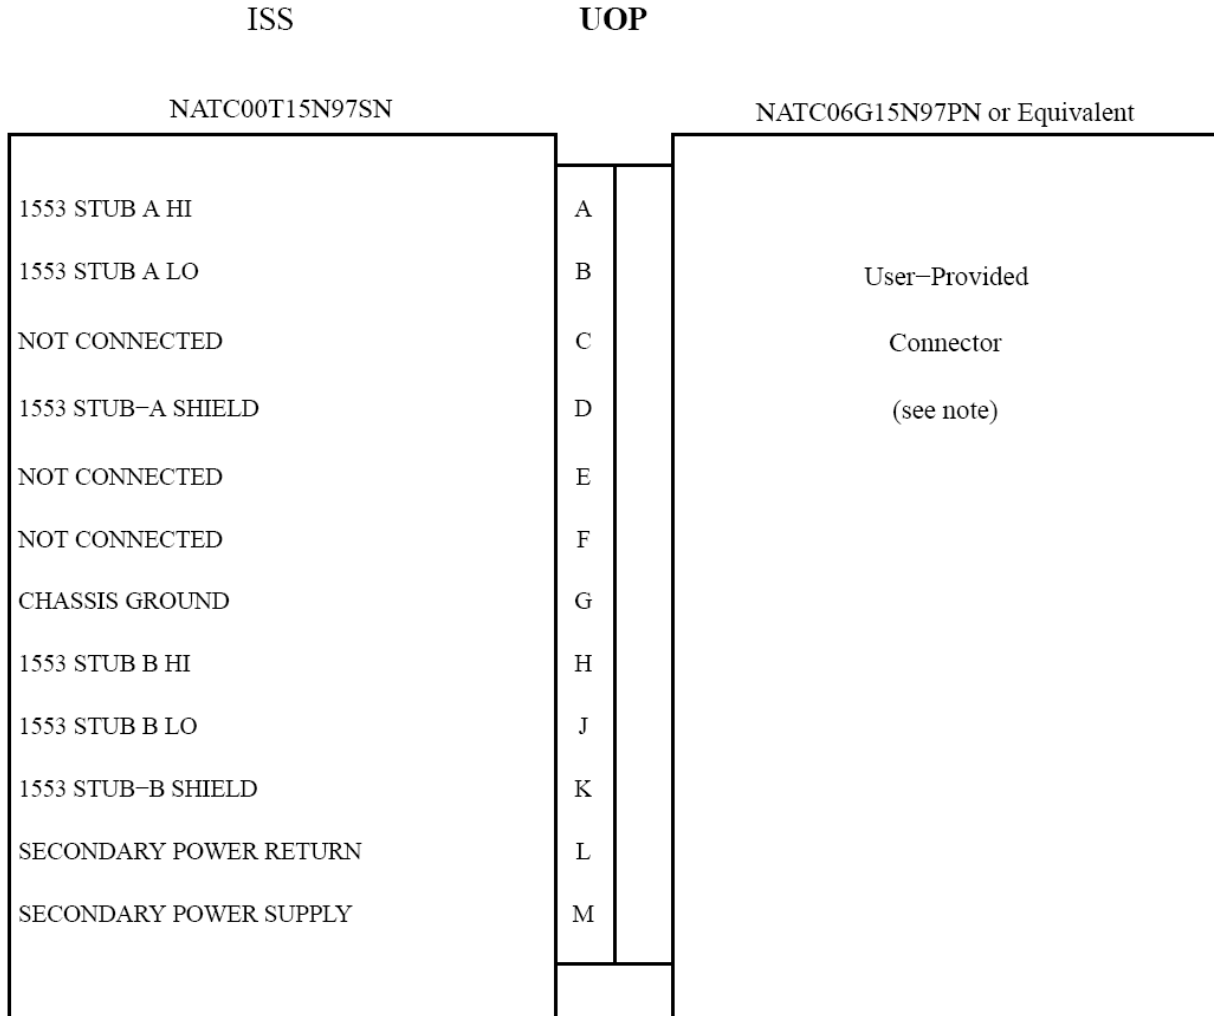 ISS UOP
NATC00T15N97SN NATC06G15N97PN or Equivalent
1553 STUB A HI A
1553 STUB A LO B User−Provided
NOT CONNECTED C Connector
1553 STUB−A SHIELD D (see note)
NOT CONNECTED E
NOT CONNECTED F
CHASSIS GROUND G
1553 STUB B HI H
1553 STUB B LO J
1553 STUB−B SHIELD K
SECONDARY POWER RETURN L
SECONDARY POWER SUPPLY M